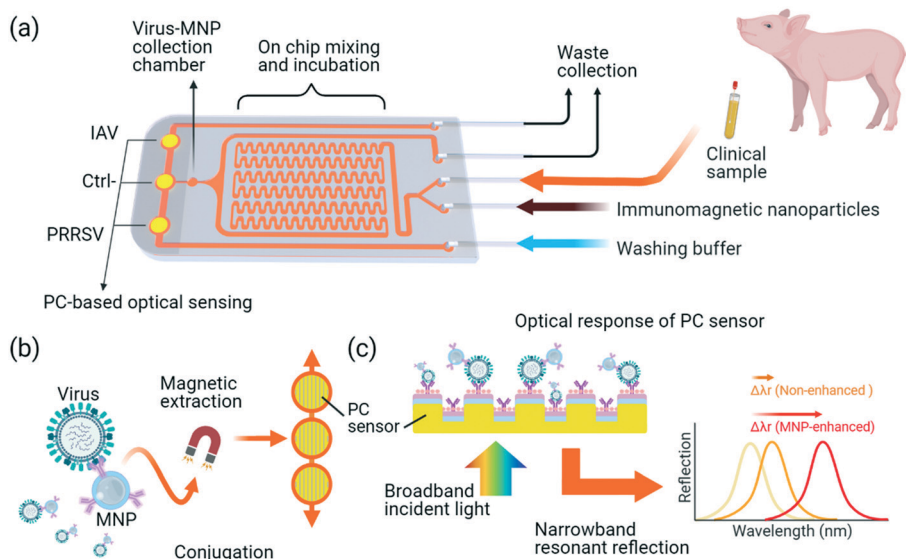 (a)
Virus-MNP
collection
chamber
On chip mixing
and incubation
Waste
collection
IAV
Ctrl-
PRRSV
PC-based optical sensing
Clinical
sample
Immunomagnetic nanoparticles
Washing buffer
(b)
Virus
Magnetic
extraction
MNP
Conjugation
PC
sensor
(c)
Optical response of PC sensor
Broadband
incident light
Narrowband
resonant reflection
Δλr (Non-enhanced )
Δλr (MNP-enhanced)
Reflection
Wavelength (nm)